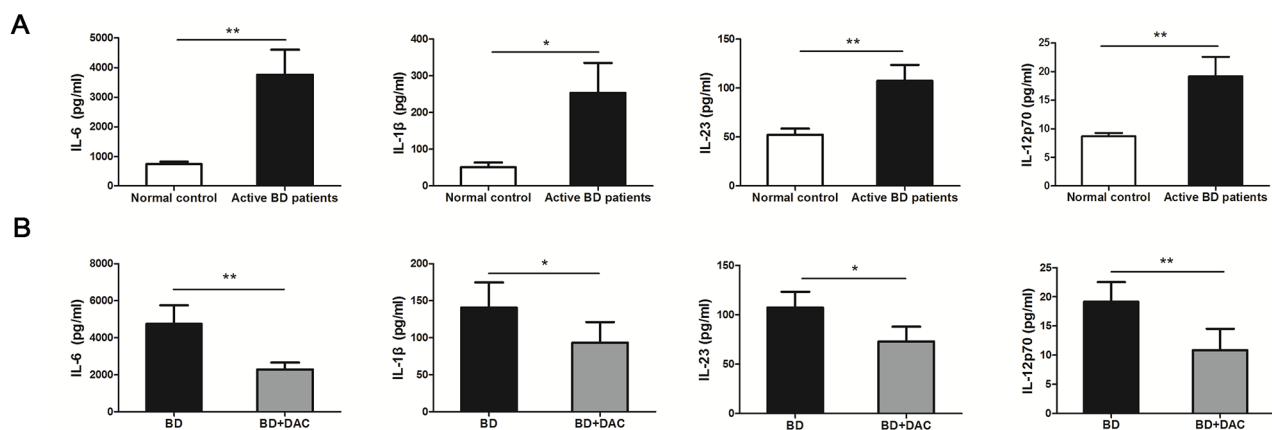 A
IL-6 (pg/ml)
5000
4000
3000
2000
1000
0
**
Normal control
Active BD patients
IL-1β (pg/ml)
400
300
200
100
0
*
Normal control
Active BD patients
IL-23 (pg/ml)
150
100
50
0
**
Normal control
Active BD patients
IL-12p70 (pg/ml)
25
20
15
10
5
0
**
Normal control
Active BD patients
B
IL-6 (pg/ml)
8000
6000
4000
2000
0
**
BD
BD+DAC
IL-1β (pg/ml)
200
150
100
50
0
*
BD
BD+DAC
IL-23 (pg/ml)
150
100
50
0
*
BD
BD+DAC
IL-12p70 (pg/ml)
25
20
15
10
5
0
**
BD
BD+DAC